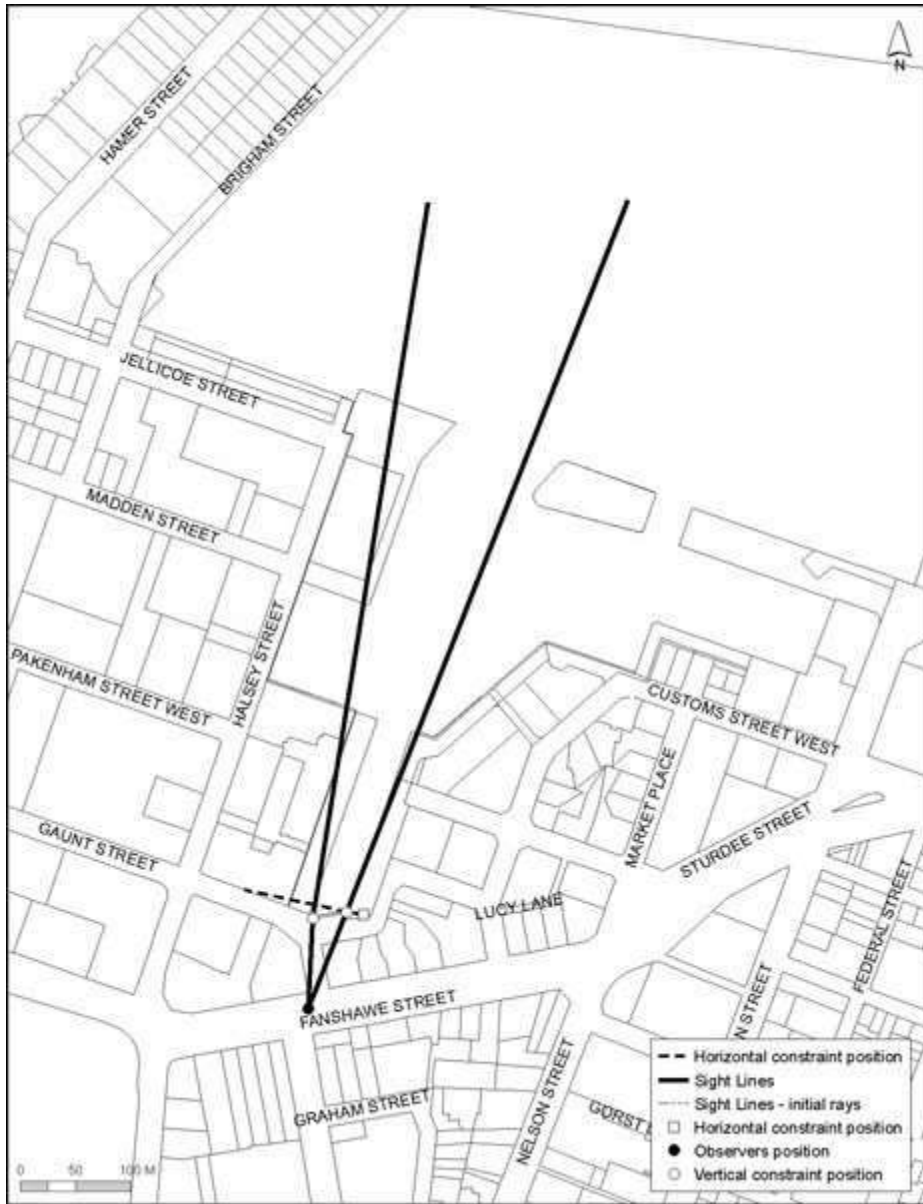 N
HAMER STREET
BRIGHAM STREET
JELLICOE STREET
MADDEN STREET
HALSEY STREET
PAKENHAM STREET WEST
CUSTOMS STREET WEST
MARKET PLACE
GAUNT STREET
STURDEE STREET
LUCY LANE
FEDERAL STREET
FANSHAWE STREET
N STREET
NELSON STREET
GRAHAM STREET
GORST
Horizontal constraint position
Sight Lines
Sight Lines - initial rays
Horizontal constraint position
Observers position
Vertical constraint position
0 50 100 M